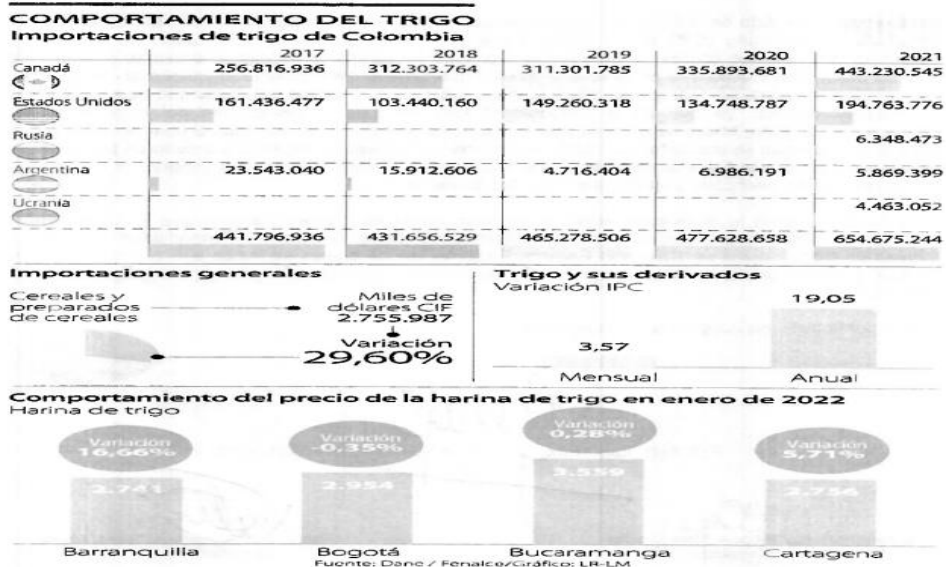 COMPORTAMIENTO DEL TRIGO
Importaciones de trigo de Colombia
2017 2018 2019 2020 2021
Canadá 256.816.936 312.303.764 311.301.785 335.893.681 443.230.545
Estados Unidos 161.436.477 103.440.160 149.260.318 134.748.787 194.763.776
Rusia 6.348.473
Argentina 23.543.040 15.912.606 4.716.404 6.986.191 5.869.399
Ucrania 4.463.052
441.796.936 431.656.529 465.278.506 477.628.658 654.675.244
Importaciones generales
Cereales y
preparados
de cereales
Miles de
dólares CIF
2.755.987
Variación
29,60%
Trigo y sus derivados
Variación IPC
3,57
Mensual
19,05
Anual
Comportamiento del precio de la harina de trigo en enero de 2022
Harina de trigo
Variación Variación Variación Variación
16,66% -0,35% 0,28% 5,71%
2.741 2.954 3.559 2.756
Barranquilla Bogotá Bucaramanga Cartagena
Fuente: Dane / Fenalco/Gráfico: LR-LM